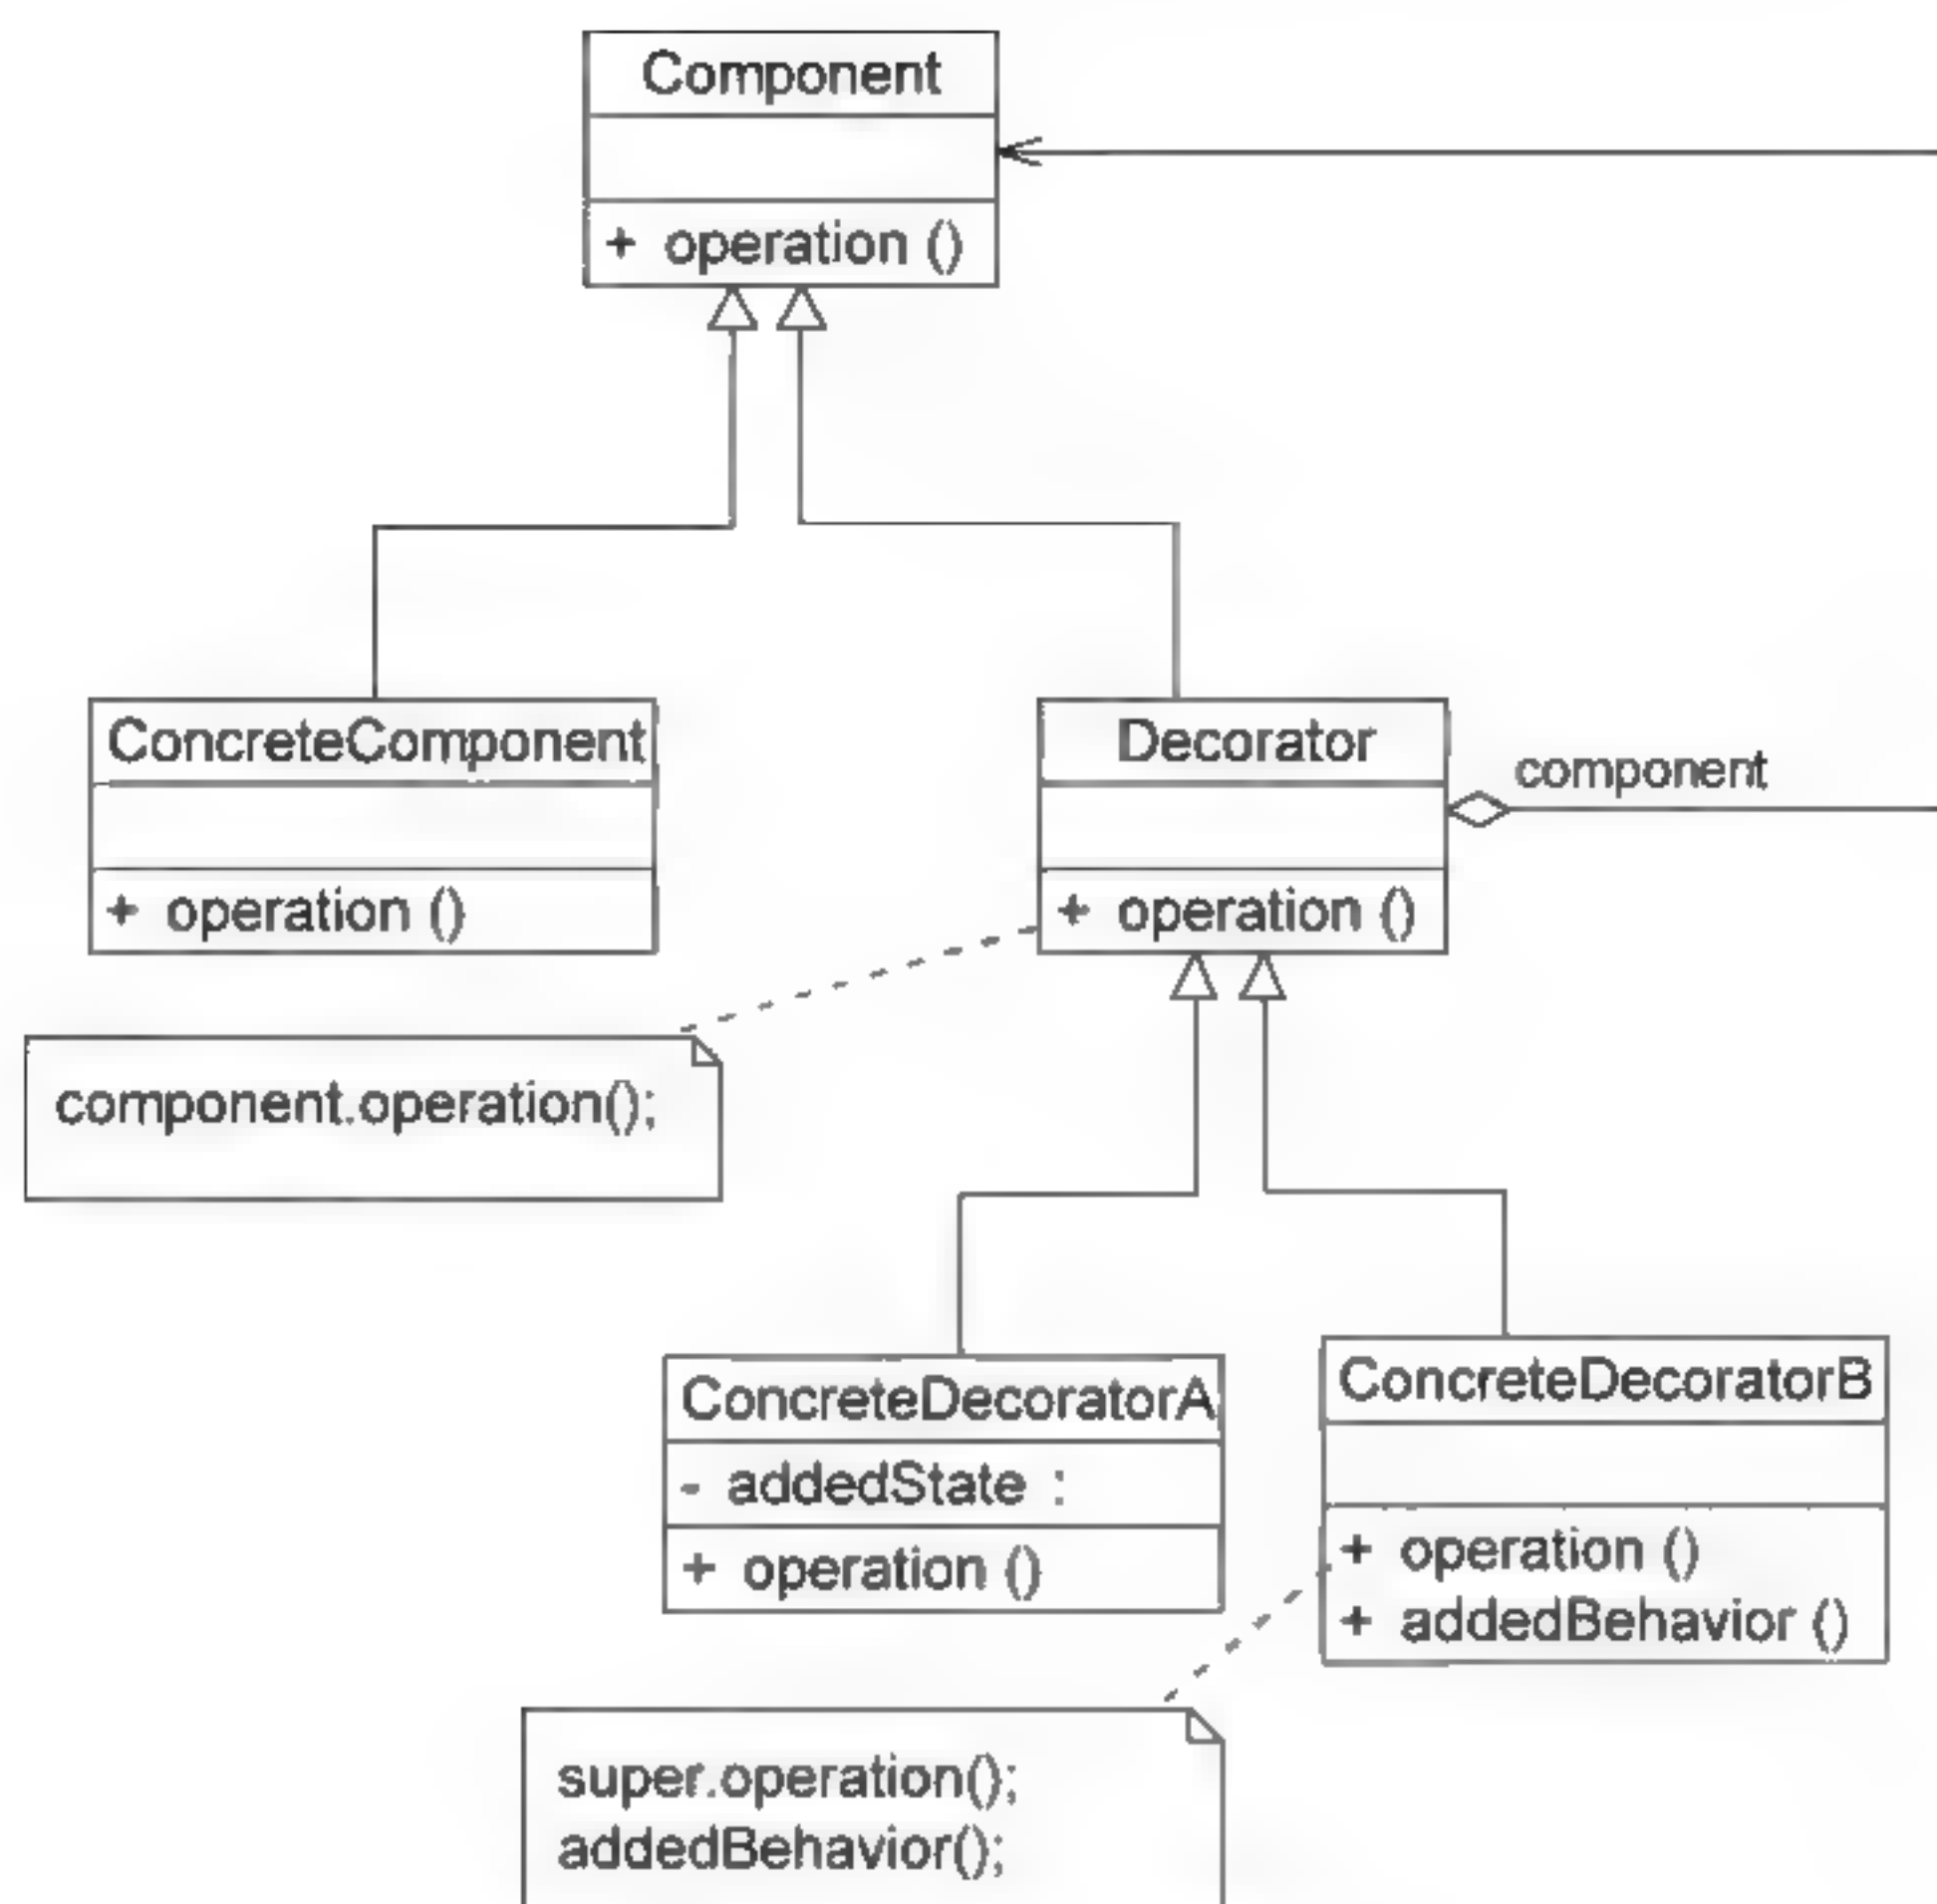 Component
+ operation ()
ConcreteComponent
+ operation ()
Decorator
+ operation ()
component
component.operation();
ConcreteDecoratorA
- addedState :
+ operation ()
ConcreteDecoratorB
+ operation ()
+ addedBehavior ()
super.operation();
addedBehavior();